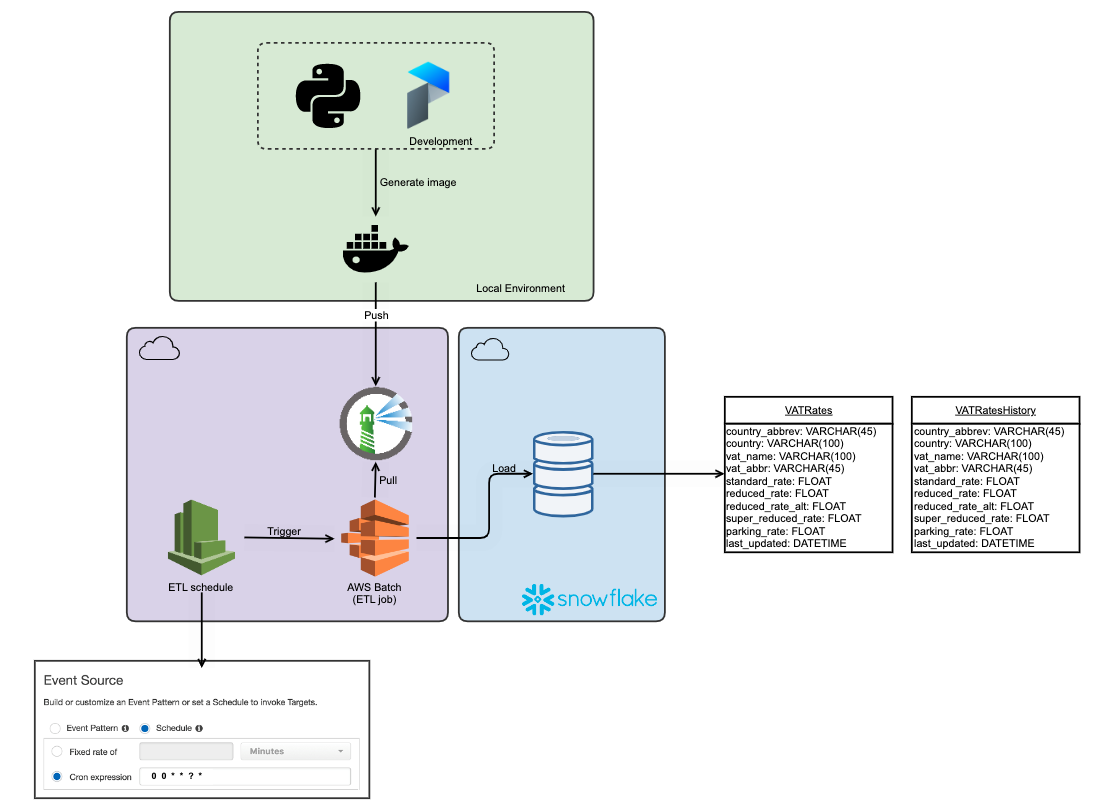 Development
Generate image
Local Environment
Push
Pull
Load
Trigger
ETL schedule
AWS Batch
(ETL job)
snowflake
VATRates
country_abbrev: VARCHAR(45)
country: VARCHAR(100)
vat_name: VARCHAR(100)
vat_abbr: VARCHAR(45)
standard_rate: FLOAT
reduced_rate: FLOAT
reduced_rate_alt: FLOAT
super_reduced_rate: FLOAT
parking_rate: FLOAT
last_updated: DATETIME
VATRatesHistory
country_abbrev: VARCHAR(45)
country: VARCHAR(100)
vat_name: VARCHAR(100)
vat_abbr: VARCHAR(45)
standard_rate: FLOAT
reduced_rate: FLOAT
reduced_rate_alt: FLOAT
super_reduced_rate: FLOAT
parking_rate: FLOAT
last_updated: DATETIME
Event Source
Build or customize an Event Pattern or set a Schedule to invoke Targets.
Event Pattern Schedule
Fixed rate of Minutes
Cron expression 0 0 * * ? *